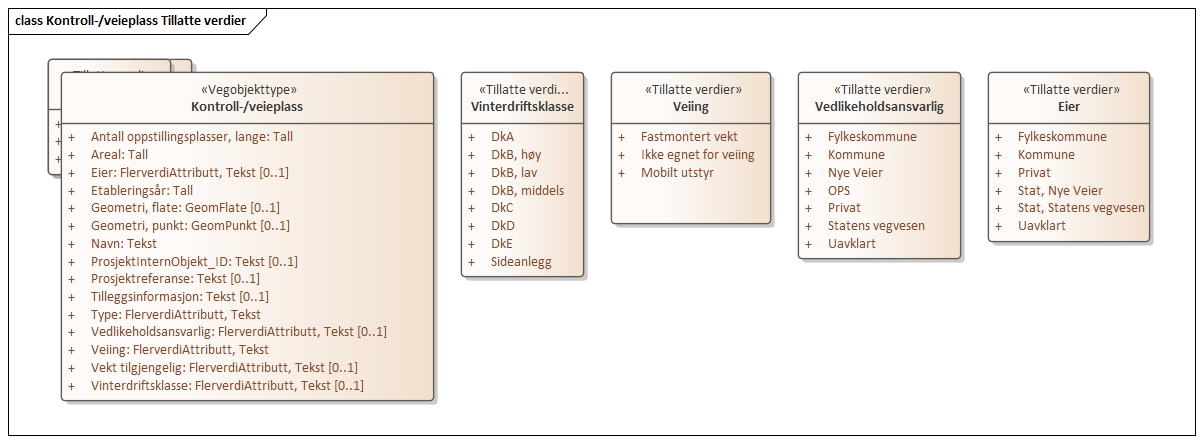 class Kontroll-/veieplass Tillatte verdier
«Vegobjekttype»
Kontroll-/veieplass
+ Antall oppstillingsplasser, lange: Tall
+ Areal: Tall
+ Eier: FlerverdiAttributt, Tekst [0..1]
+ Etableringsår: Tall
+ Geometri, flate: GeomFlate [0..1]
+ Geometri, punkt: GeomPunkt [0..1]
+ Navn: Tekst
+ ProsjektInternObjekt_ID: Tekst [0..1]
+ Prosjektreferanse: Tekst [0..1]
+ Tilleggsinformasjon: Tekst [0..1]
+ Type: FlerverdiAttributt, Tekst
+ Vedlikeholdsansvarlig: FlerverdiAttributt, Tekst [0..1]
+ Veiing: FlerverdiAttributt, Tekst
+ Vekt tilgjengelig: FlerverdiAttributt, Tekst [0..1]
+ Vinterdriftsklasse: FlerverdiAttributt, Tekst [0..1]
«Tillatte verdi...
Vinterdriftsklasse
+ DkA
+ DkB, høy
+ DkB, lav
+ DkB, middels
+ DkC
+ DkD
+ DkE
+ Sideanlegg
«Tillatte verdier»
Veiing
+ Fastmontert vekt
+ Ikke egnet for veiing
+ Mobilt utstyr
«Tillatte verdier»
Vedlikeholdsansvarlig
+ Fylkeskommune
+ Kommune
+ Nye Veier
+ OPS
+ Privat
+ Statens vegvesen
+ Uavklart
«Tillatte verdier»
Eier
+ Fylkeskommune
+ Kommune
+ Privat
+ Stat, Nye Veier
+ Stat, Statens vegvesen
+ Uavklart